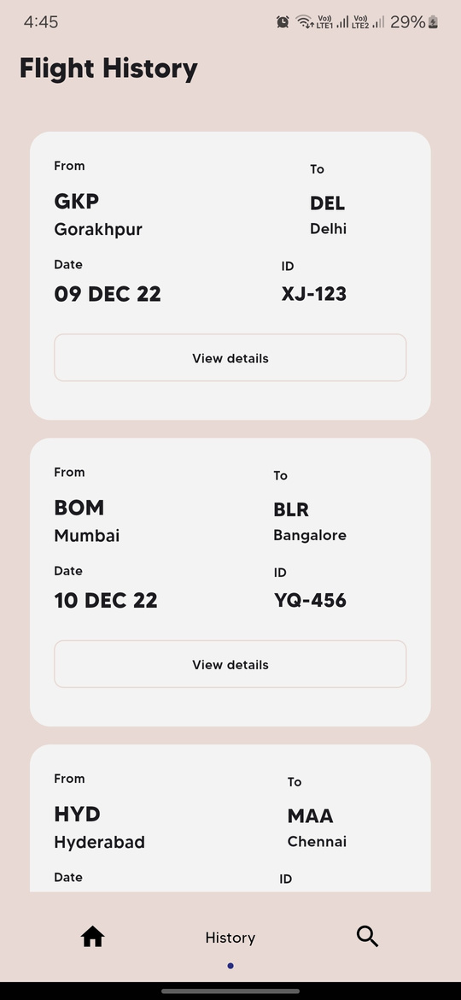 4:45 Vo) LTE1 Vo) LTE2 29%
Flight History
From To
GKP DEL
Gorakhpur Delhi
Date ID
09 DEC 22 XJ-123
View details
From To
BOM BLR
Mumbai Bangalore
Date ID
10 DEC 22 YQ-456
View details
From To
HYD MAA
Hyderabad Chennai
Date ID
History